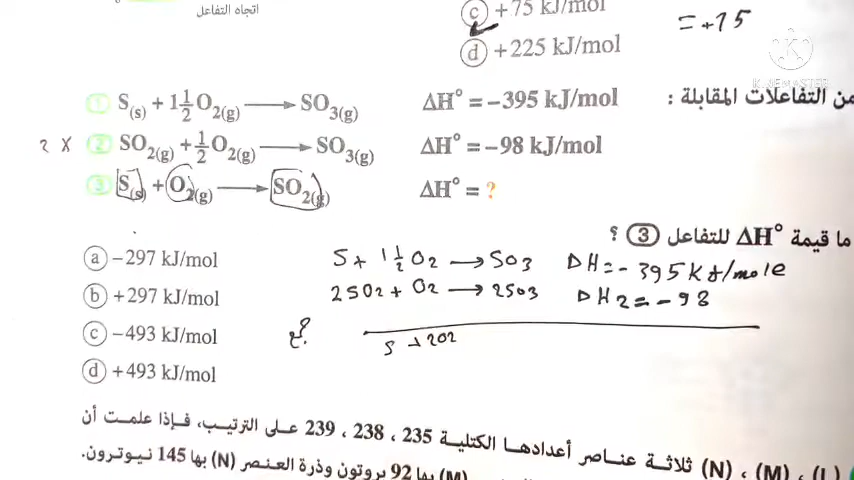 اتجاه التفاعل
c +75 kJ/mol
= +75
d +225 kJ/mol
KINEMASTER
من التفاعلات المقابلة :
1 S(s) + 1½ O2(g) ⟶ SO3(g) ΔH° = −395 kJ/mol
2 X 2 SO2(g) + ½ O2(g) ⟶ SO3(g) ΔH° = −98 kJ/mol
3 S(s) + O2(g) ⟶ SO2(g) ΔH° = ?
ما قيمة ΔH° للتفاعل 3 ؟
a −297 kJ/mol
b +297 kJ/mol
c −493 kJ/mol
d +493 kJ/mol
S + 1½ O2 ⟶ SO3 ΔH = - 395 KJ/mole
2SO2 + O2 ⟶ 2SO3 ΔH2 = -98
S + 2O2
(L) ، (M) ، (N) ثلاثة عناصر أعدادها الكتلية 235 ، 238 ، 239 على الترتيب، فإذا علمت أن
(M) بها 92 بروتون وذرة العنصر (N) بها 145 نيوترون.